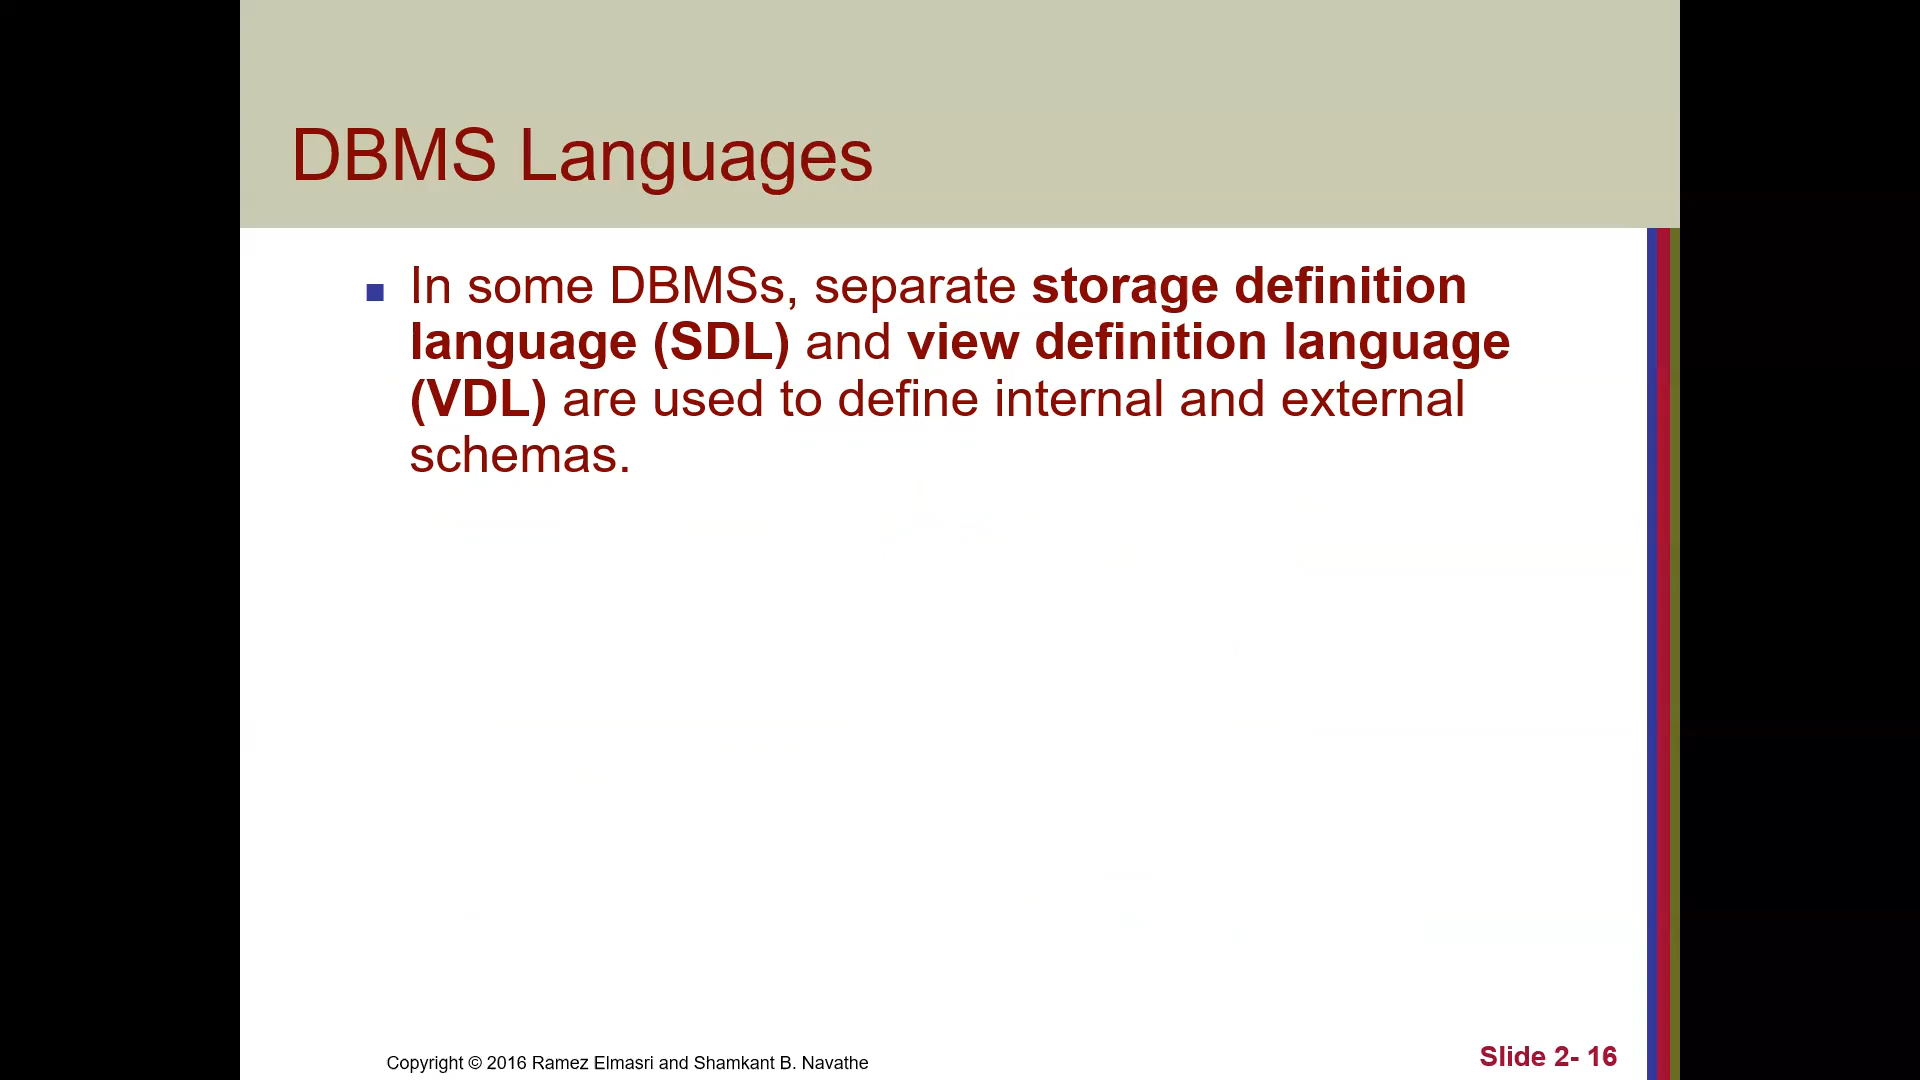 DBMS Languages
In some DBMSs, separate storage definition
language (SDL) and view definition language
(VDL) are used to define internal and external
schemas.
Copyright © 2016 Ramez Elmasri and Shamkant B. Navathe
Slide 2- 16